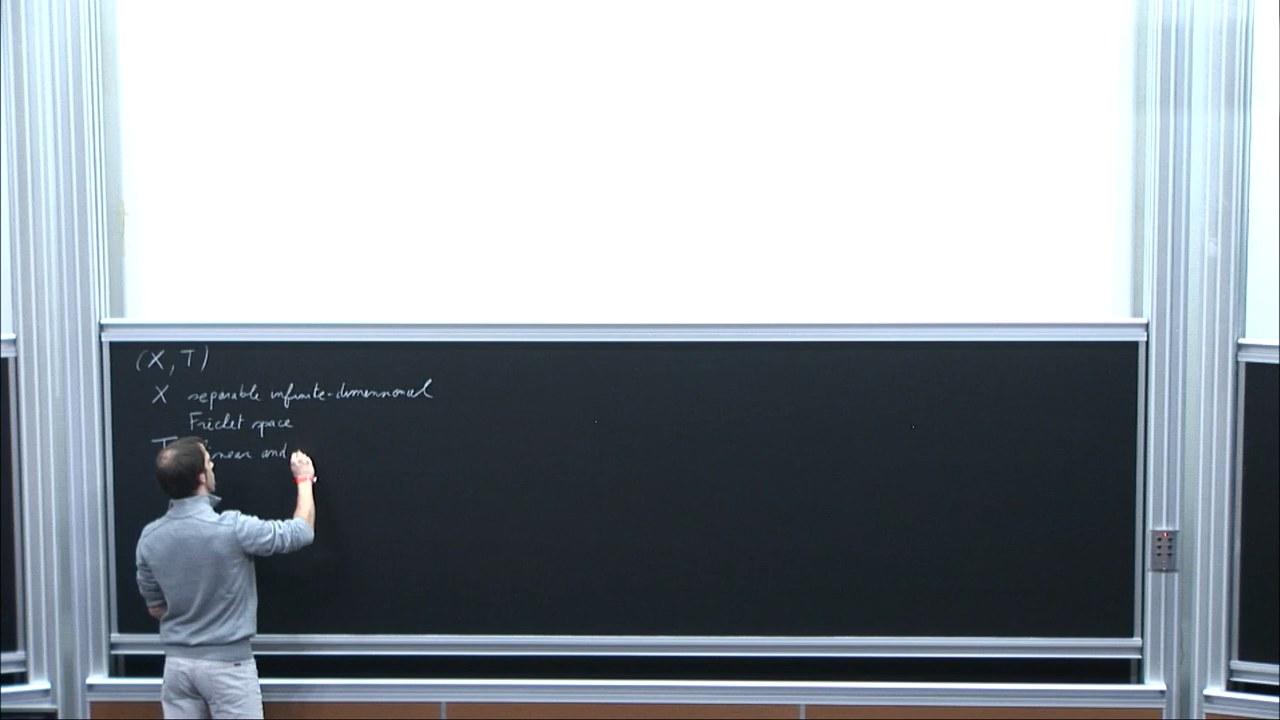 (X, T)
X separable infinite-dimensional
Fréchet space
T linear and